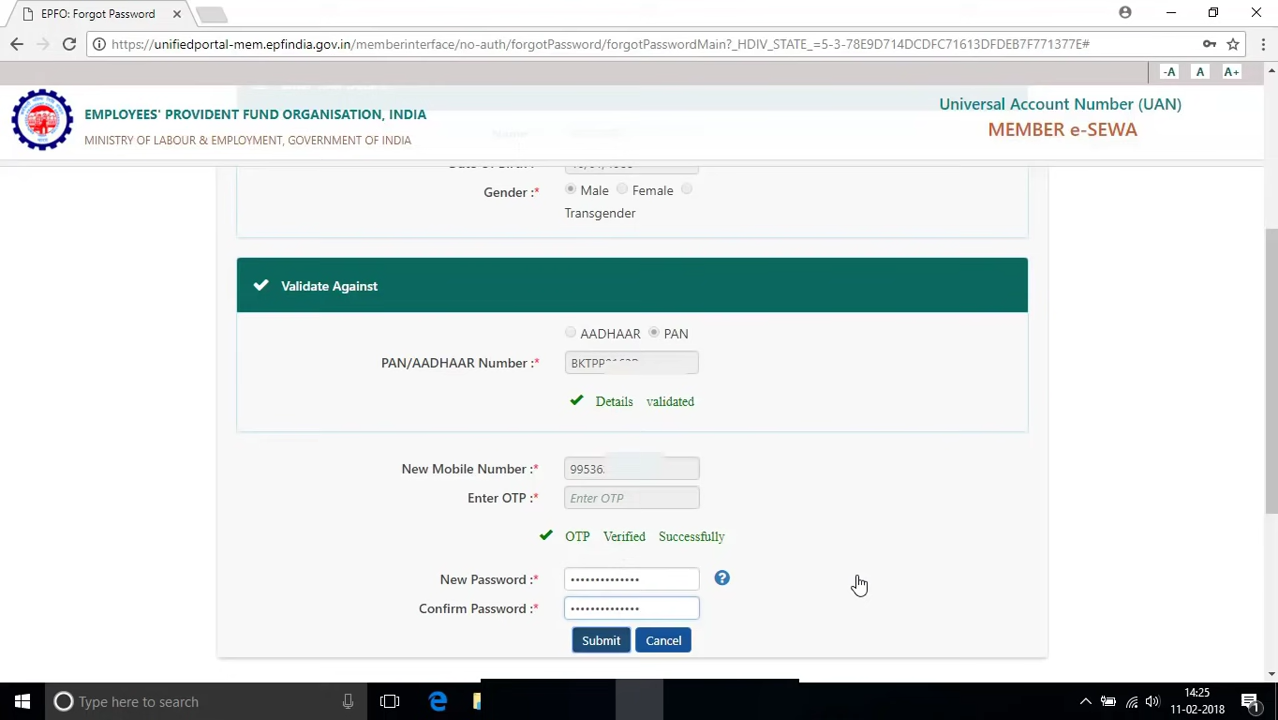 EPFO: Forgot Password
https://unifiedportal-mem.epfindia.gov.in/memberinterface/no-auth/forgotPassword/forgotPasswordMain?_HDIV_STATE_=5-3-78E9D714DCDFC71613DFDEB7F771377E#
-A A A+
EMPLOYEES' PROVIDENT FUND ORGANISATION, INDIA
MINISTRY OF LABOUR & EMPLOYMENT, GOVERNMENT OF INDIA
Universal Account Number (UAN)
MEMBER e-SEWA
Gender :* Male Female
Transgender
Validate Against
AADHAAR PAN
PAN/AADHAAR Number :*
Details validated
New Mobile Number :* 99536
Enter OTP :* Enter OTP
OTP Verified Successfully
New Password :* •••••••••••••• ?
Confirm Password :* ••••••••••••••
Submit Cancel
Type here to search
14:25
11-02-2018